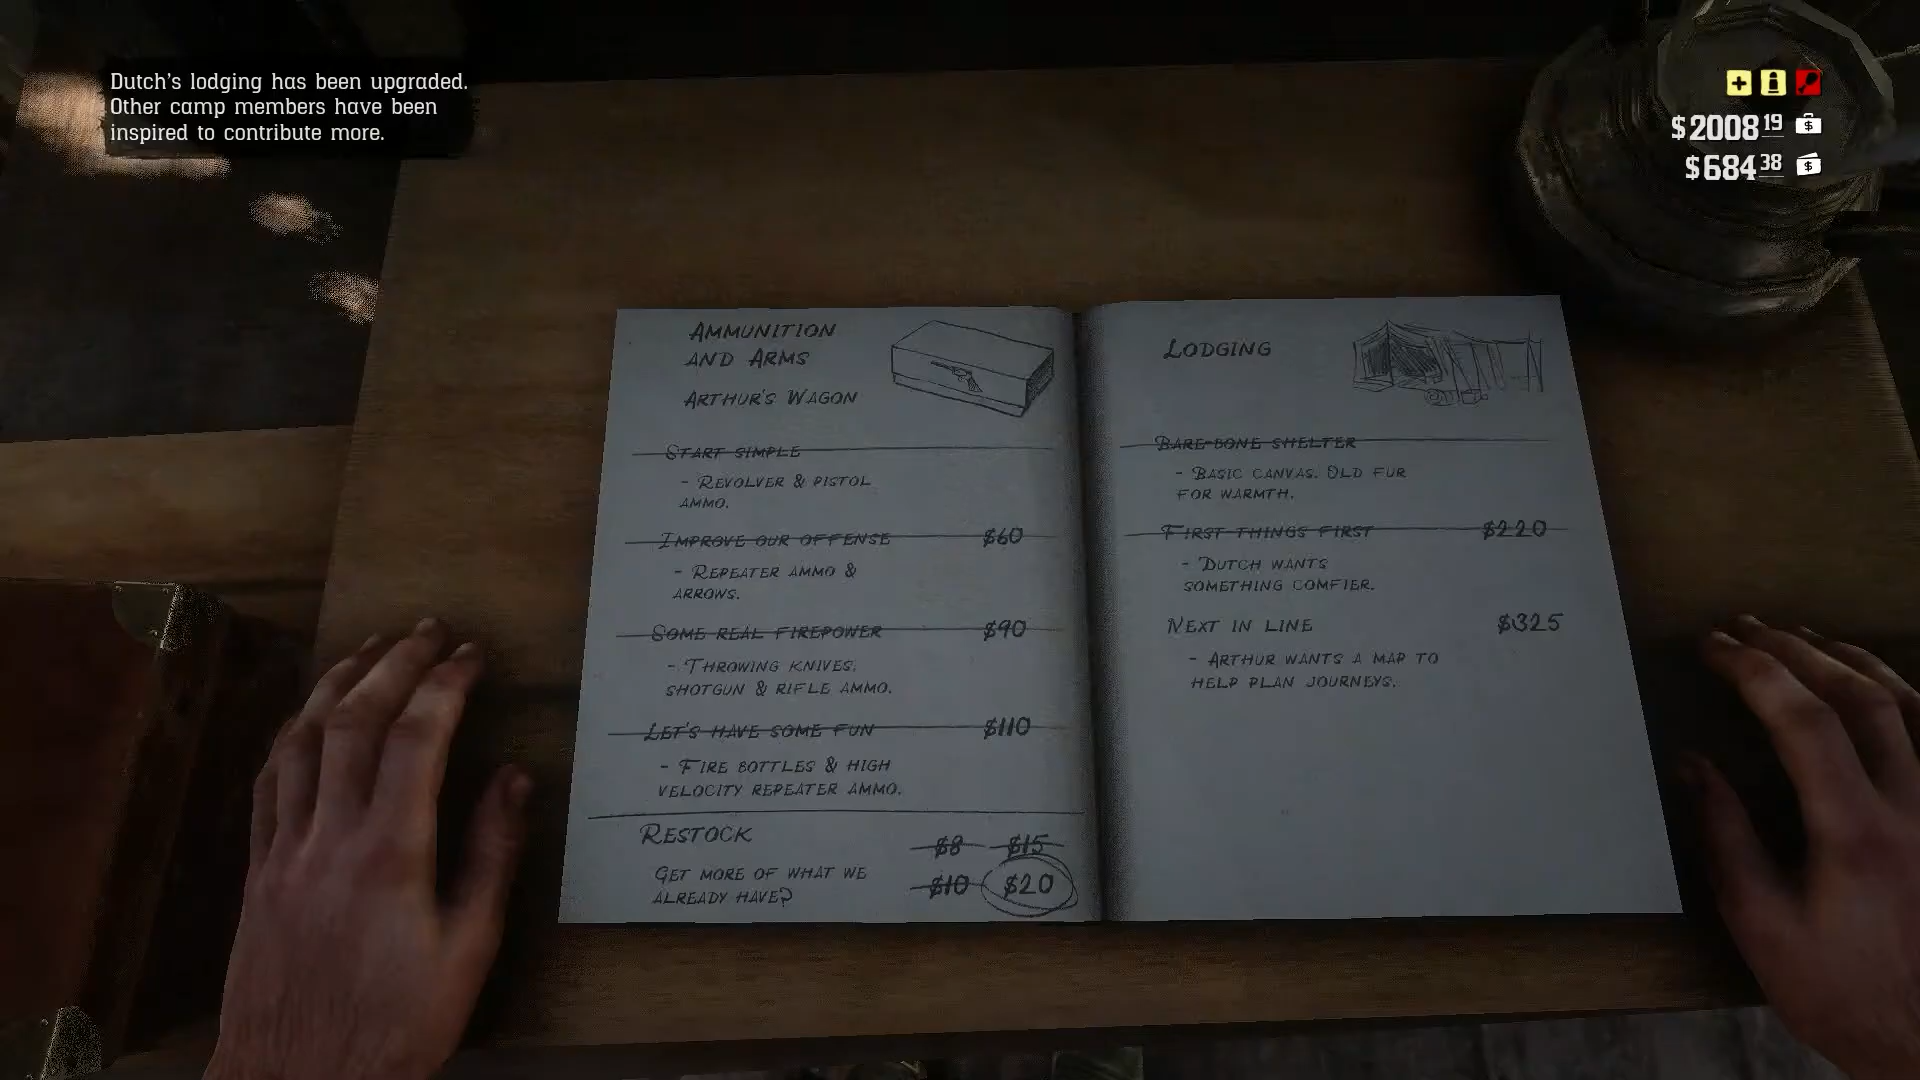 Dutch's lodging has been upgraded.
Other camp members have been
inspired to contribute more.
$2008 19
$684 38
AMMUNITION
AND ARMS
ARTHUR'S WAGON
START SIMPLE
- REVOLVER & PISTOL
AMMO.
IMPROVE OUR OFFENSE $60
- REPEATER AMMO &
ARROWS.
SOME REAL FIREPOWER $90
- THROWING KNIVES,
SHOTGUN & RIFLE AMMO.
LET'S HAVE SOME FUN $110
- FIRE BOTTLES & HIGH
VELOCITY REPEATER AMMO.
RESTOCK
$8 $15
GET MORE OF WHAT WE
ALREADY HAVE?
$10 $20
LODGING
BARE-BONE SHELTER
- BASIC CANVAS. OLD FUR
FOR WARMTH.
FIRST THINGS FIRST $220
- DUTCH WANTS
SOMETHING COMFIER.
NEXT IN LINE $325
- ARTHUR WANTS A MAP TO
HELP PLAN JOURNEYS.